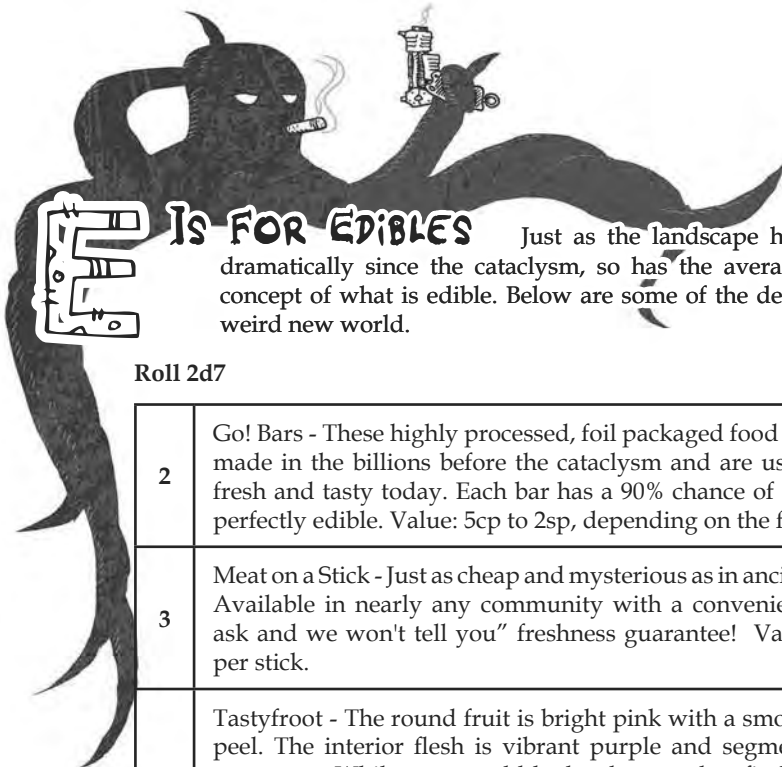 E Is FOR EDiBLES Just as the landscape h
dramatically since the cataclysm, so has the avera
concept of what is edible. Below are some of the de
weird new world.
Roll 2d7
2
Go! Bars - These highly processed, foil packaged food
made in the billions before the cataclysm and are us
fresh and tasty today. Each bar has a 90% chance of
perfectly edible. Value: 5cp to 2sp, depending on the f
3
Meat on a Stick - Just as cheap and mysterious as in anci
Available in nearly any community with a convenie
ask and we won't tell you” freshness guarantee! Va
per stick.
Tastyfroot - The round fruit is bright pink with a smo
peel. The interior flesh is vibrant purple and segme